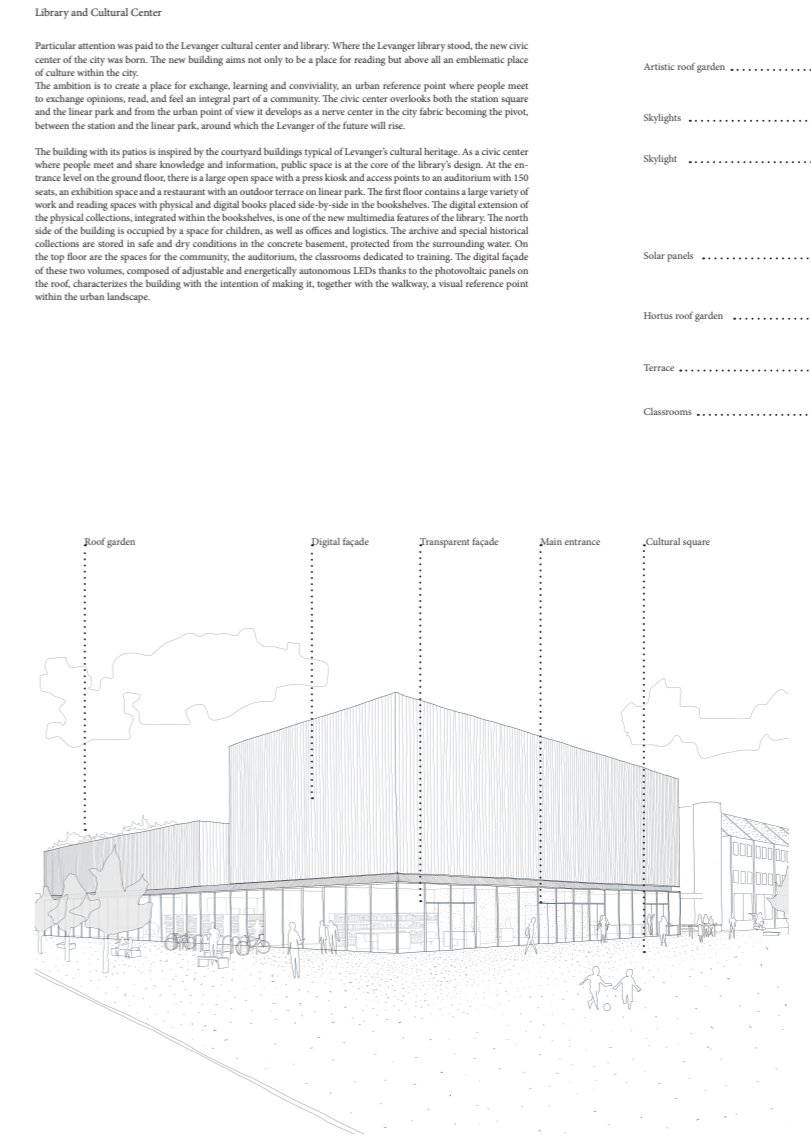 Library and Cultural Center
Particular attention was paid to the Levanger cultural center and library. Where the Levanger library stood, the new civic
center of the city was born. The new building aims not only to be a place for reading but above all an emblematic place
of culture within the city.
The ambition is to create a place for exchange, learning and conviviality, an urban reference point where people meet
to exchange opinions, read, and feel an integral part of a community. The civic center overlooks both the station square
and the linear park and from the urban point of view it develops as a nerve center in the city fabric becoming the pivot,
between the station and the linear park, around which the Levanger of the future will rise.
The building with its patios is inspired by the courtyard buildings typical of Levanger's cultural heritage. As a civic center
where people meet and share knowledge and information, public space is at the core of the library's design. At the en-
trance level on the ground floor, there is a large open space with a press kiosk and access points to an auditorium with 150
seats, an exhibition space and a restaurant with an outdoor terrace on linear park. The first floor contains a large variety of
work and reading spaces with physical and digital books placed side-by-side in the bookshelves. The digital extension of
the physical collections, integrated within the bookshelves, is one of the new multimedia features of the library. The north
side of the building is occupied by a space for children, as well as offices and logistics. The archive and special historical
collections are stored in safe and dry conditions in the concrete basement, protected from the surrounding water. On
the top floor are the spaces for the community, the auditorium, the classrooms dedicated to training. The digital façade
of these two volumes, composed of adjustable and energetically autonomous LEDs thanks to the photovoltaic panels on
the roof, characterizes the building with the intention of making it, together with the walkway, a visual reference point
within the urban landscape.
Artistic roof garden
Skylights
Skylight
Solar panels
Hortus roof garden
Terrace
Classrooms
Roof garden
Digital façade
Transparent façade
Main entrance
Cultural square